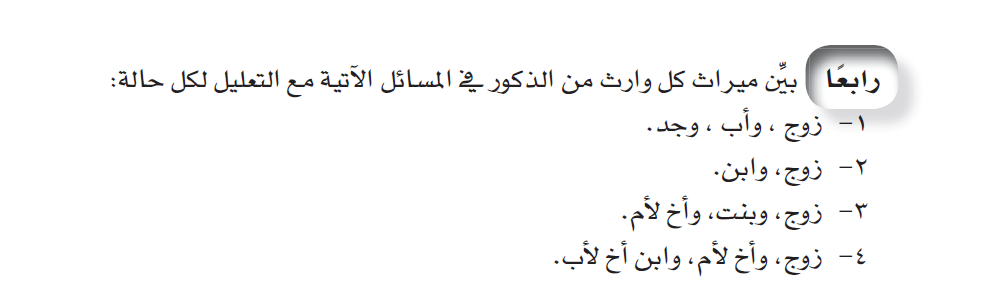 رابعًا بيِّن ميراث كل وارث من الذكور في المسائل الآتية مع التعليل لكل حالة:
١- زوج ، وأب ، وجد.
٢- زوج، وابن.
٣- زوج، وبنت، وأخ لأم.
٤- زوج، وأخ لأم، وابن أخ لأب.